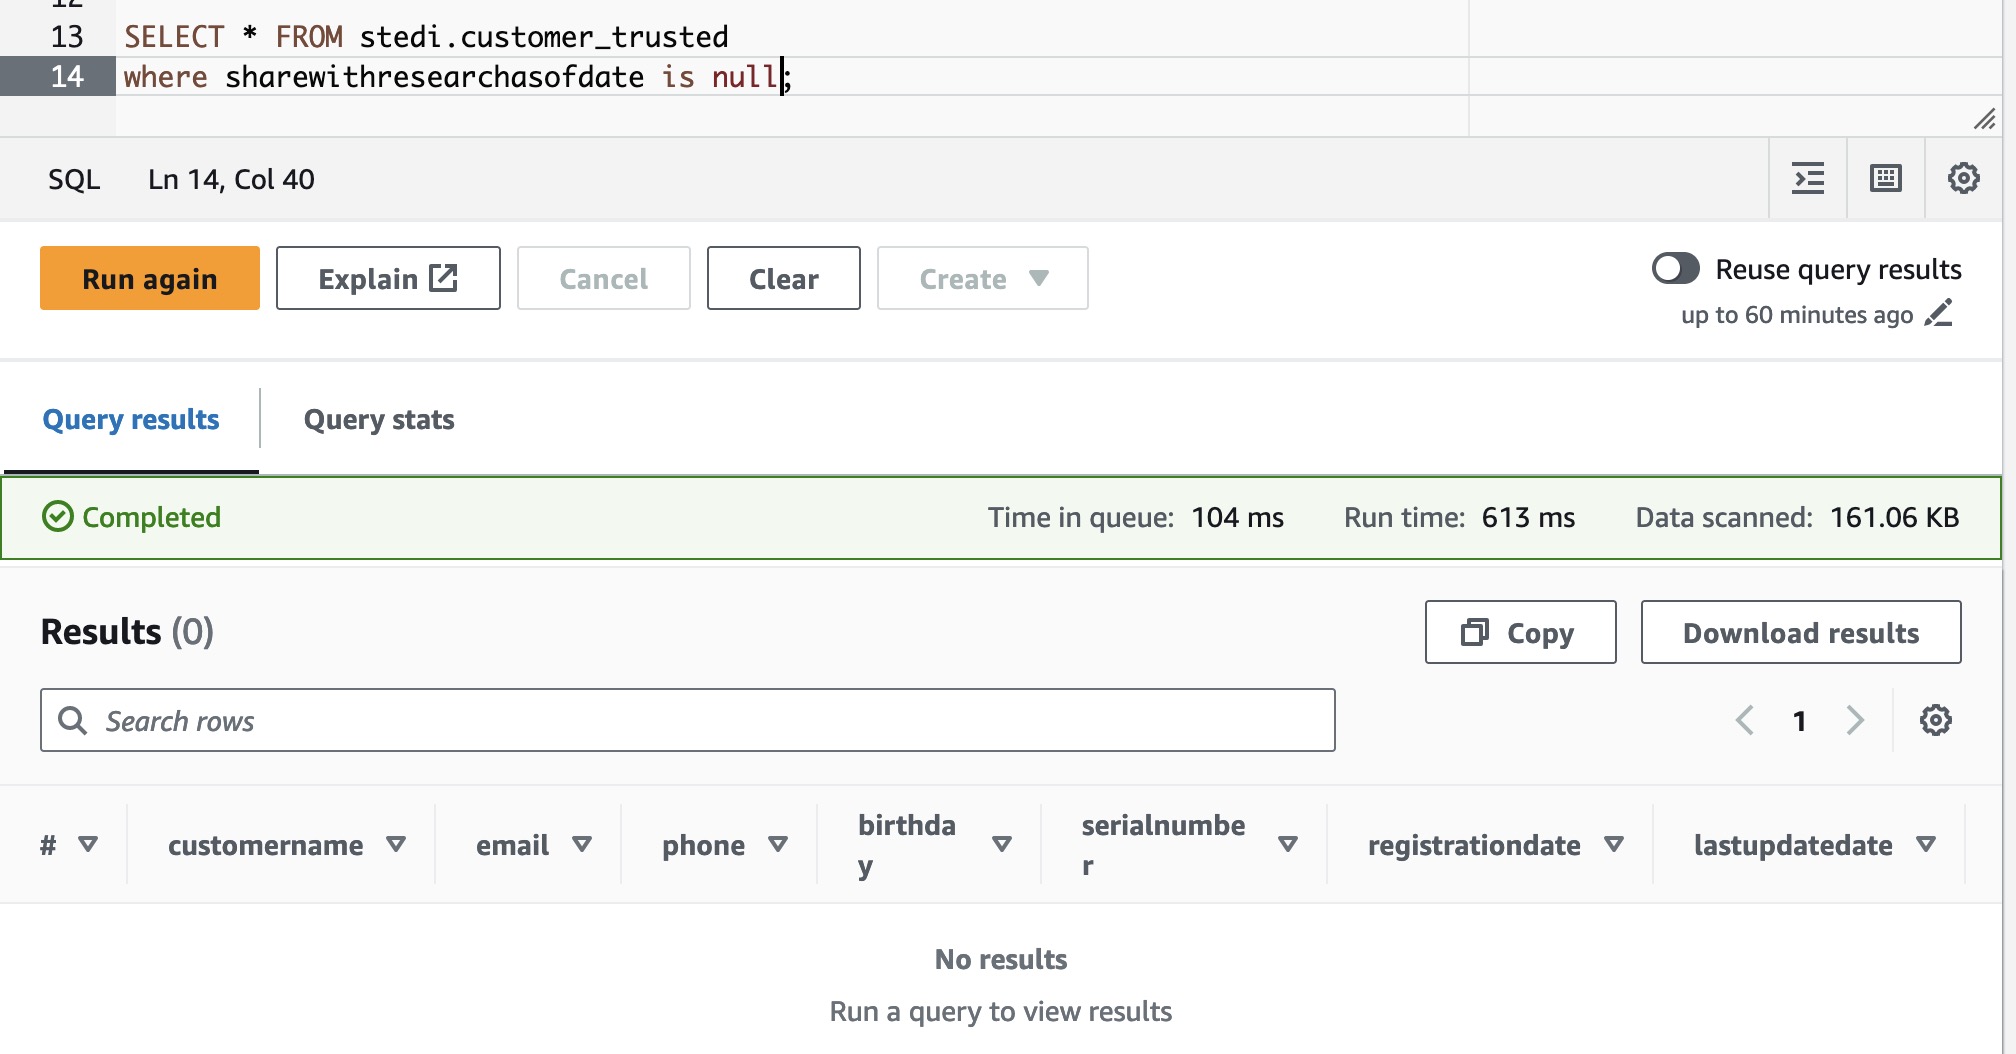 12
13 SELECT * FROM stedi.customer_trusted
14 where sharewithresearchasofdate is null;
SQL Ln 14, Col 40
Run again Explain Cancel Clear Create
Reuse query results
up to 60 minutes ago
Query results Query stats
Completed Time in queue: 104 ms Run time: 613 ms Data scanned: 161.06 KB
Results (0) Copy Download results
Search rows 1
# customername email phone birthda
y serialnumbe
r registrationdate lastupdatedate
No results
Run a query to view results